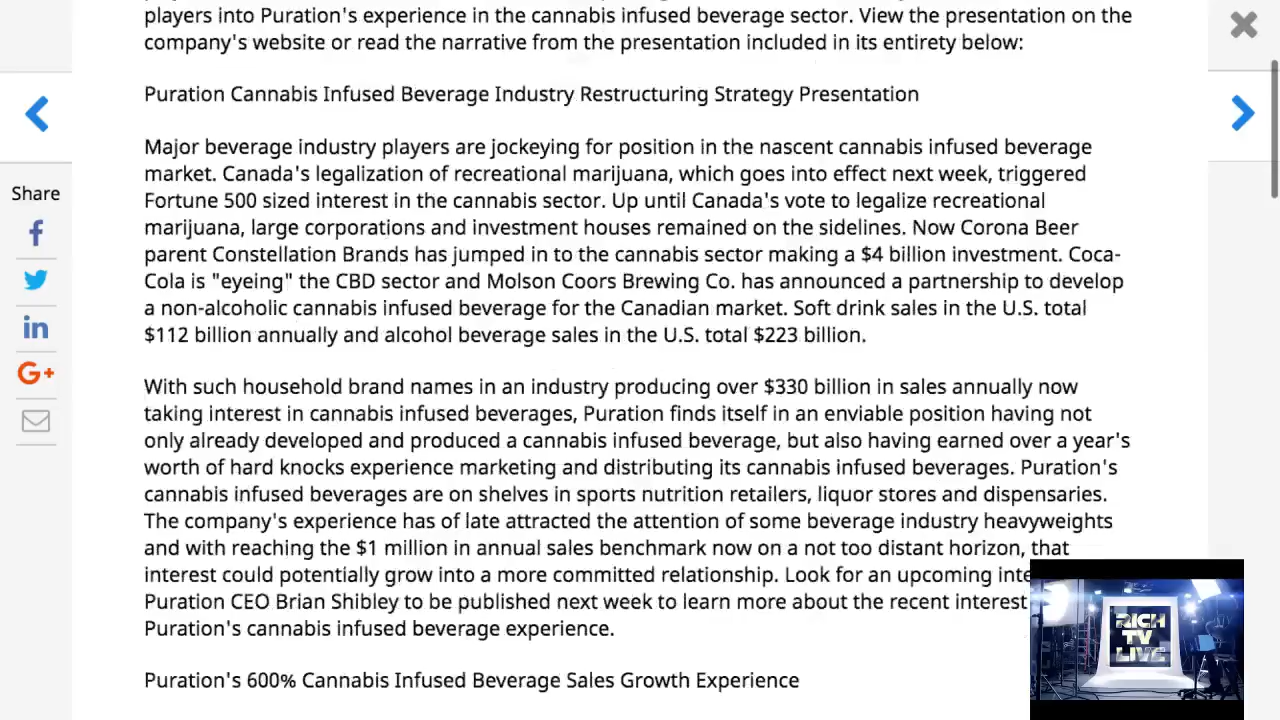 players into Puration's experience in the cannabis infused beverage sector. View the presentation on the
company's website or read the narrative from the presentation included in its entirety below:
Puration Cannabis Infused Beverage Industry Restructuring Strategy Presentation
Major beverage industry players are jockeying for position in the nascent cannabis infused beverage
market. Canada's legalization of recreational marijuana, which goes into effect next week, triggered
Fortune 500 sized interest in the cannabis sector. Up until Canada's vote to legalize recreational
marijuana, large corporations and investment houses remained on the sidelines. Now Corona Beer
parent Constellation Brands has jumped in to the cannabis sector making a $4 billion investment. Coca-
Cola is "eyeing" the CBD sector and Molson Coors Brewing Co. has announced a partnership to develop
a non-alcoholic cannabis infused beverage for the Canadian market. Soft drink sales in the U.S. total
$112 billion annually and alcohol beverage sales in the U.S. total $223 billion.
With such household brand names in an industry producing over $330 billion in sales annually now
taking interest in cannabis infused beverages, Puration finds itself in an enviable position having not
only already developed and produced a cannabis infused beverage, but also having earned over a year's
worth of hard knocks experience marketing and distributing its cannabis infused beverages. Puration's
cannabis infused beverages are on shelves in sports nutrition retailers, liquor stores and dispensaries.
The company's experience has of late attracted the attention of some beverage industry heavyweights
and with reaching the $1 million in annual sales benchmark now on a not too distant horizon, that
interest could potentially grow into a more committed relationship. Look for an upcoming inte
Puration CEO Brian Shibley to be published next week to learn more about the recent interest
Puration's cannabis infused beverage experience.
Puration's 600% Cannabis Infused Beverage Sales Growth Experience
Share
f
in
G+
RICH
TV
LIVE